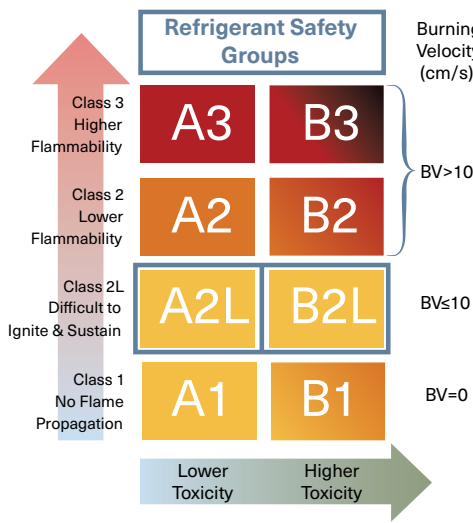 Refrigerant Safety
Groups
Burning
Velocity
(cm/s)
Class 3
Higher
Flammability
A3
B3
BV>10
Class 2
Lower
Flammability
A2
B2
Class 2L
Difficult to
Ignite & Sustain
A2L
B2L
BV≤10
Class 1
No Flame
Propagation
A1
B1
BV=0
Lower
Toxicity
Higher
Toxicity